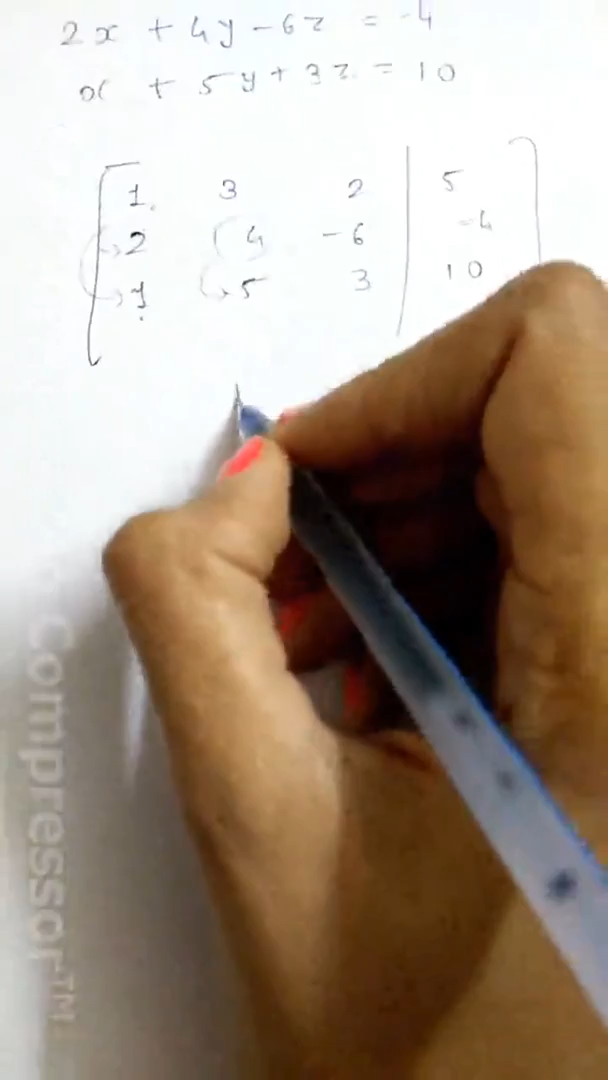 2x + 4y - 6z = -4
x + 5y + 3z = 10
1 3 2 | 5
2 4 -6 | -4
1 5 3 | 10
Compressor™